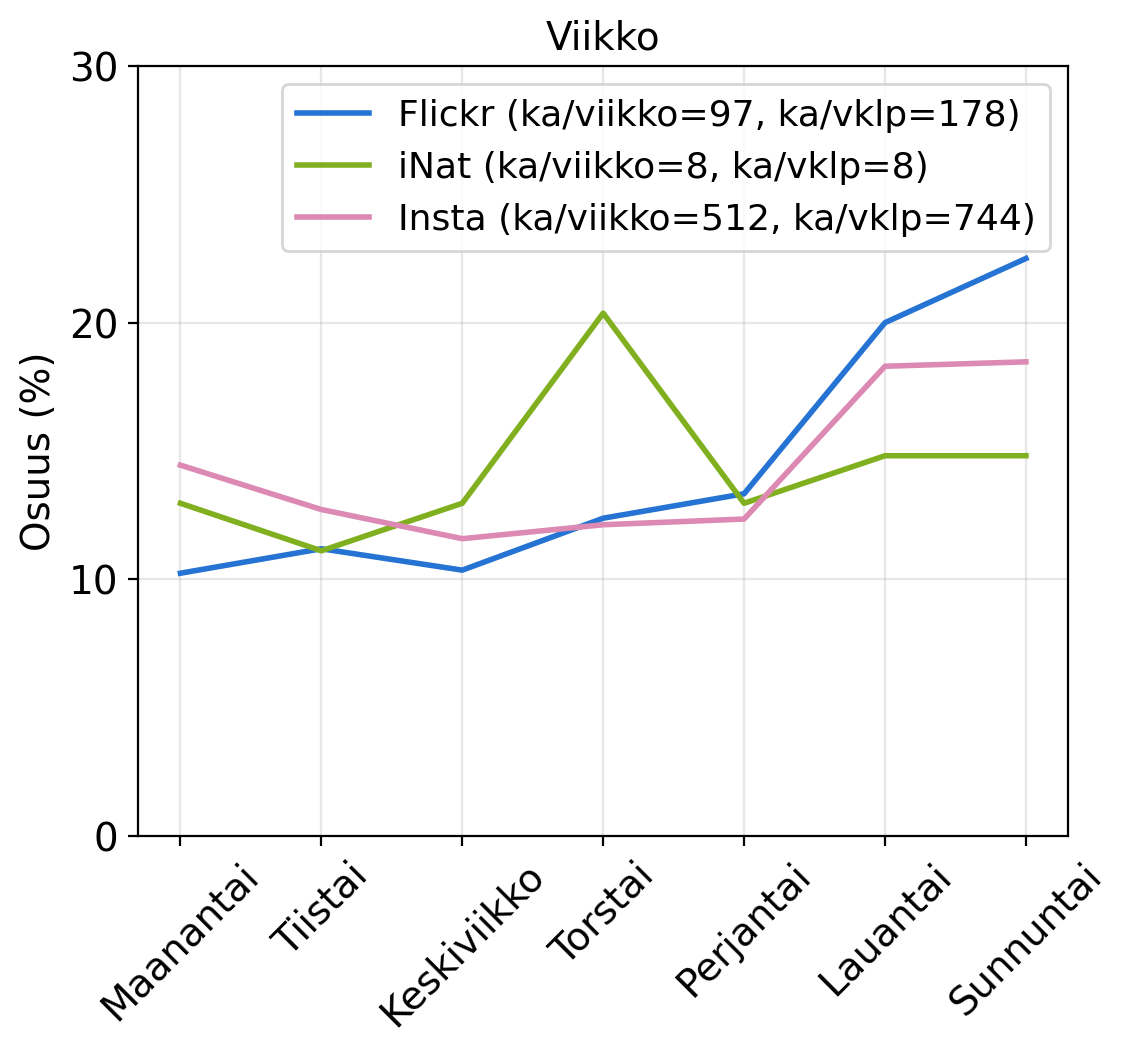 Viikko
30
Flickr (ka/viikko=97, ka/vklp=178)
iNat (ka/viikko=8, ka/vklp=8)
Insta (ka/viikko=512, ka/vklp=744)
20
Osuus (%)
10
0
Maanantai
Tiistai
Keskiviikko
Torstai
Perjantai
Lauantai
Sunnuntai